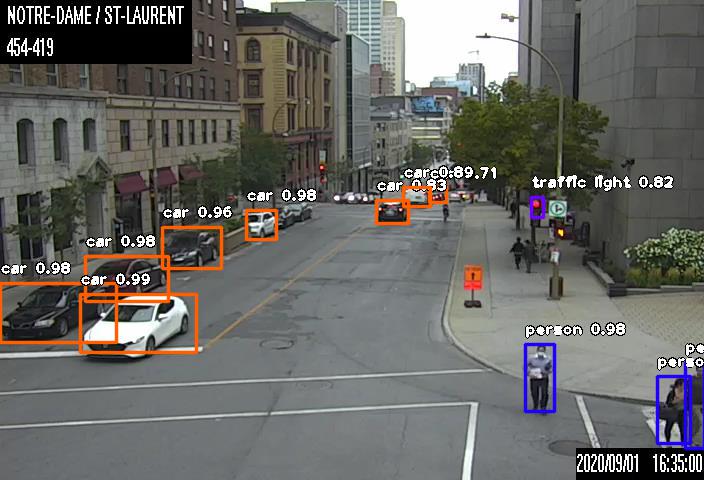 NOTRE-DAME / ST-LAURENT
454-419
car 0.98
car 0.83
car 0.96
traffic light 0.82
car 0.98
car 0.98
car 0.99
person 0.98
2020/09/01 16:35:00